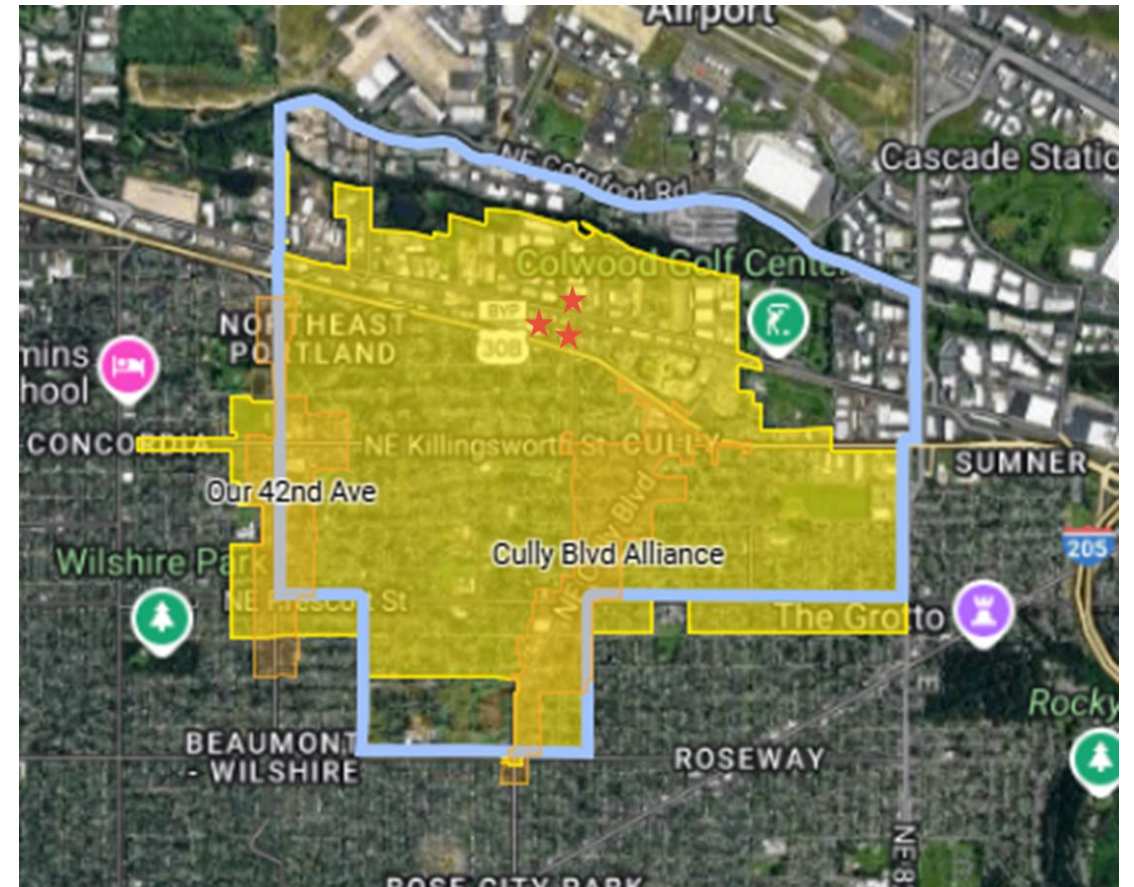 Airport
NE Cornfoot Rd
Cascade Statio
Colwood Golf Center
BYP
30B
NORTHEAST
PORTLAND
mins
hool
CONCORDIA
NE Killingsworth St
CULLY
SUMNER
Our 42nd Ave
NE Cully Blvd
Cully Blvd Alliance
205
Wilshire Park
NE Prescott St
The Grotto
Rocky
BEAUMONT
- WILSHIRE
ROSEWAY
NE 8
ROSE CITY PARK